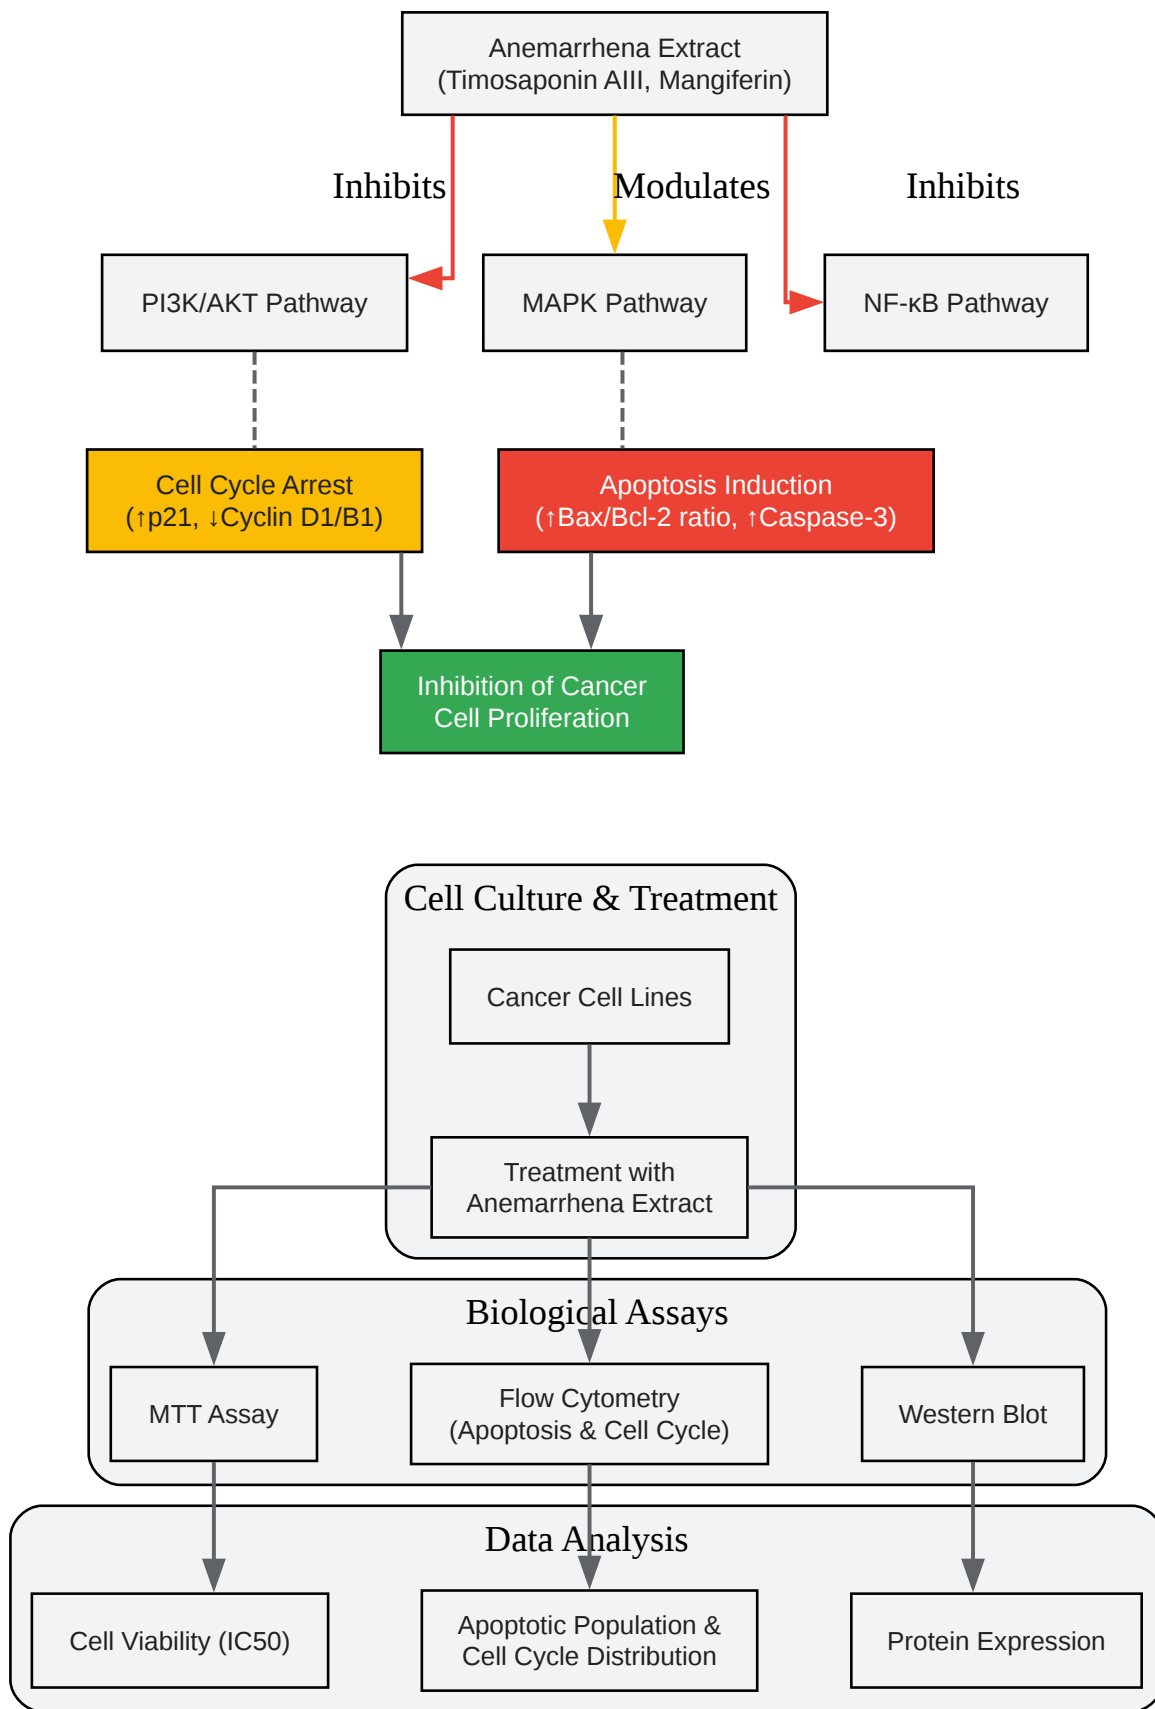 Anemarrhena Extract
(Timosaponin AIII, Mangiferin)
Inhibits
Modulates
Inhibits
PI3K/AKT Pathway
MAPK Pathway
NF-κB Pathway
Cell Cycle Arrest
(↑p21, ↓Cyclin D1/B1)
Apoptosis Induction
(↑Bax/Bcl-2 ratio, ↑Caspase-3)
Inhibition of Cancer
Cell Proliferation
Cell Culture & Treatment
Cancer Cell Lines
Treatment with
Anemarrhena Extract
Biological Assays
MTT Assay
Flow Cytometry
(Apoptosis & Cell Cycle)
Western Blot
Data Analysis
Cell Viability (IC50)
Apoptotic Population &
Cell Cycle Distribution
Protein Expression